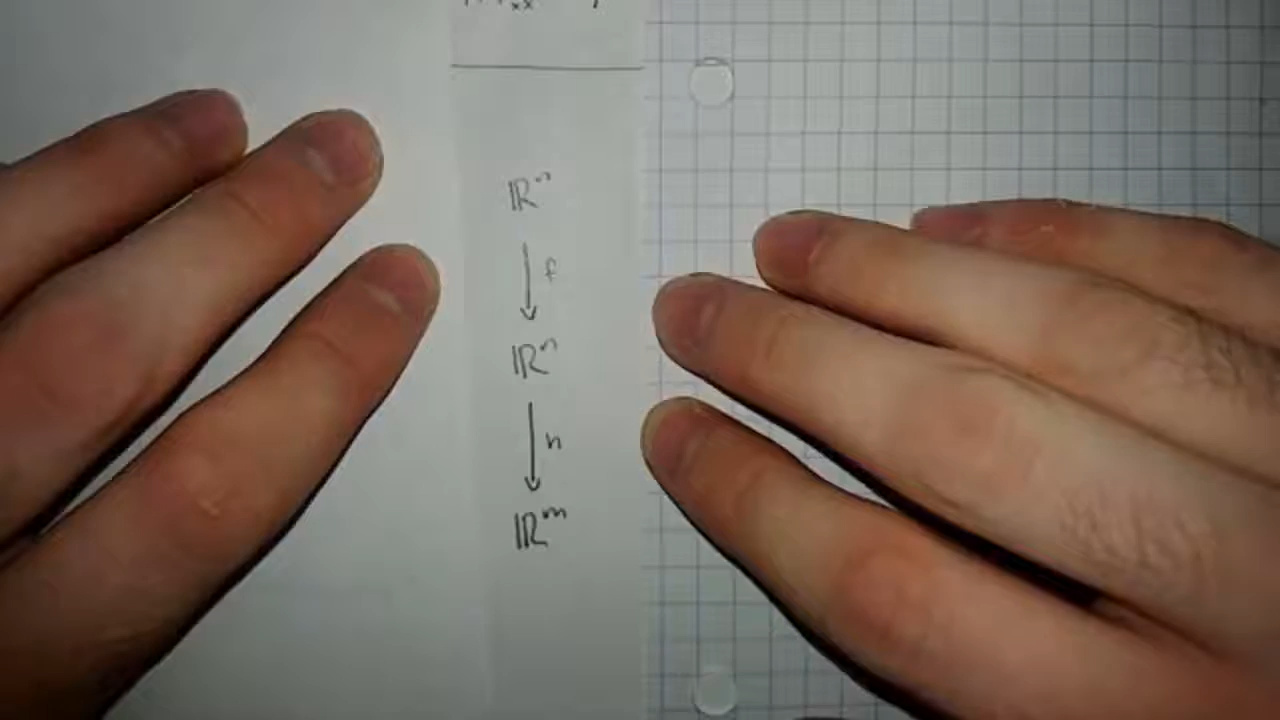 ℝⁿ
↓ f
ℝⁿ
↓ h
ℝᵐ